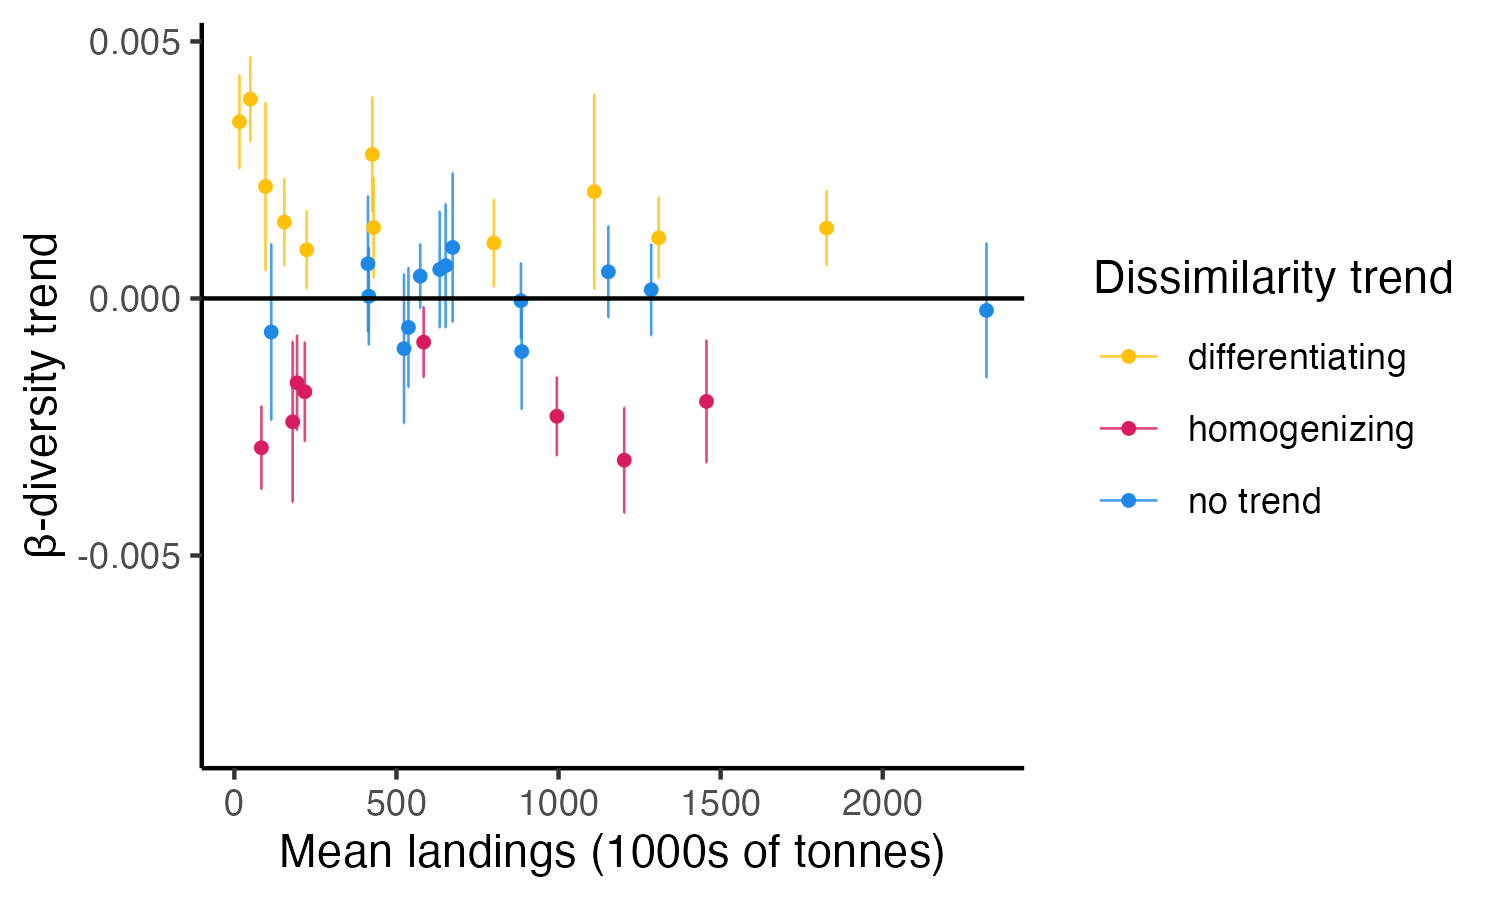 0.005
0.000
-0.005
β-diversity trend
0
500
1000
1500
2000
Mean landings (1000s of tonnes)
Dissimilarity trend
differentiating
homogenizing
no trend